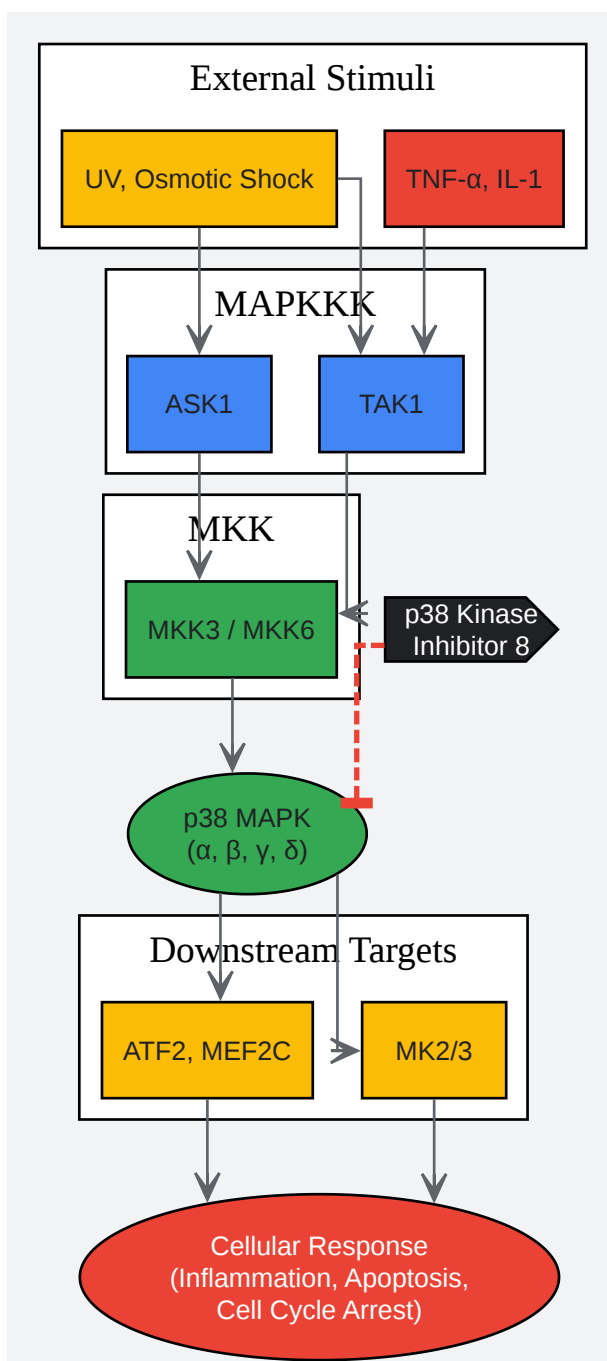 External Stimuli
UV, Osmotic Shock
TNF-α, IL-1
MAPKKK
ASK1
TAK1
MKK
MKK3 / MKK6
p38 Kinase
Inhibitor 8
p38 MAPK
(α, β, γ, δ)
Downstream Targets
ATF2, MEF2C
MK2/3
Cellular Response
(Inflammation, Apoptosis,
Cell Cycle Arrest)